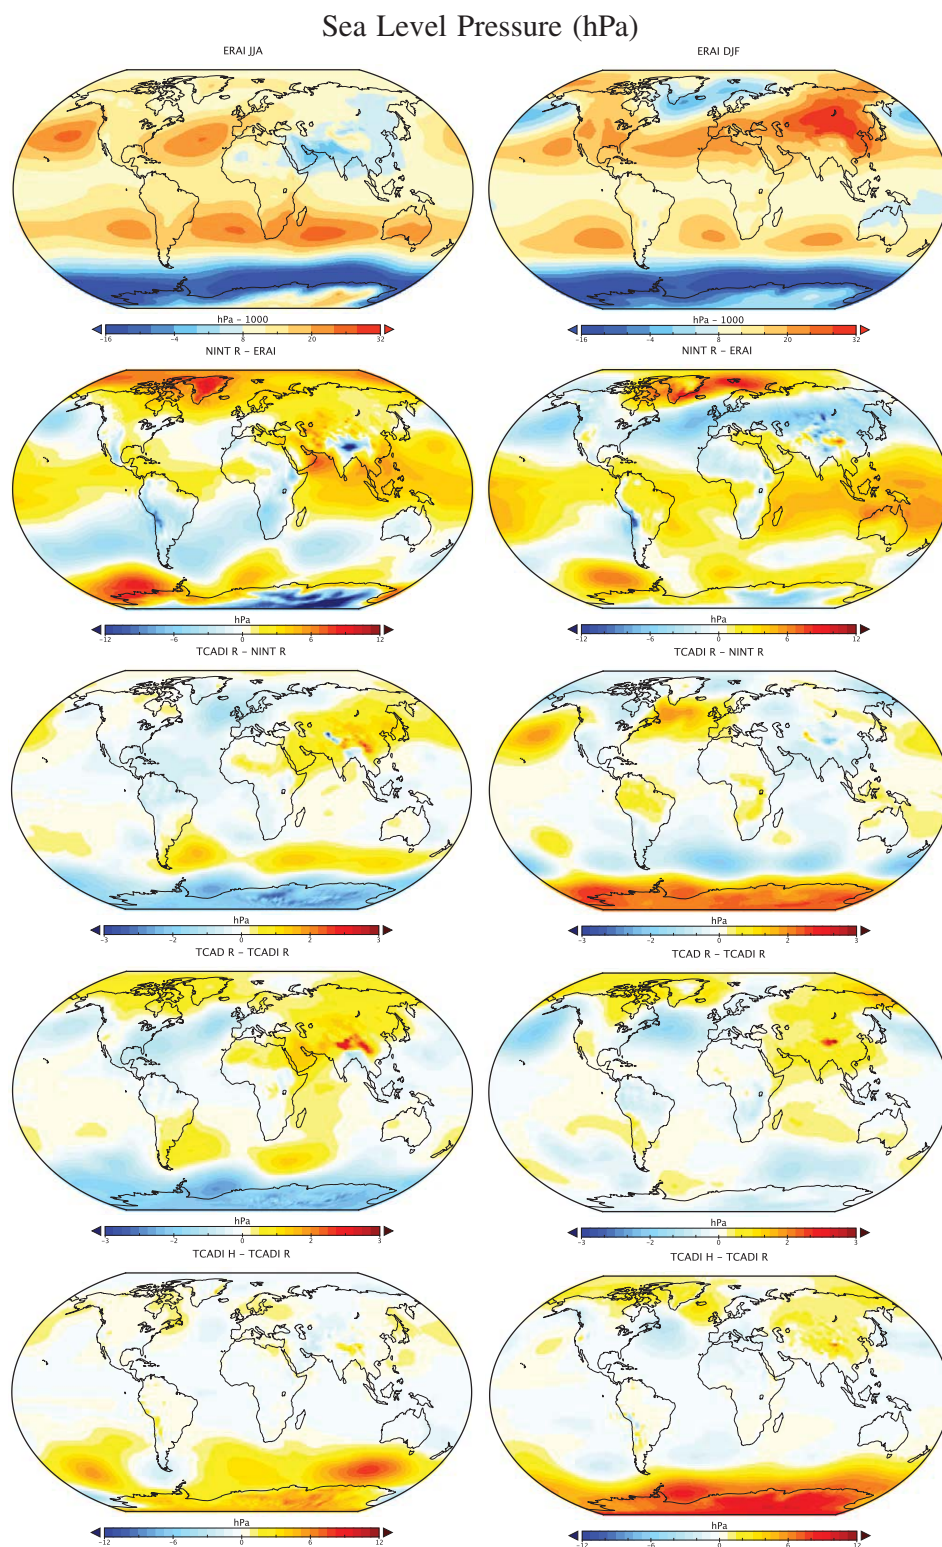 Sea Level Pressure (hPa)
ERAI JJA
ERAI DJF
hPa - 1000
-16 -4 8 20 32
hPa - 1000
-16 -4 8 20 32
NINT R - ERAI
NINT R - ERAI
hPa
-12 -6 0 6 12
hPa
-12 -6 0 6 12
TCADI R - NINT R
TCADI R - NINT R
hPa
-3 -2 0 2 3
hPa
-3 -2 0 2 3
TCAD R - TCADI R
TCAD R - TCADI R
hPa
-3 -2 0 2 3
hPa
-3 -2 0 2 3
TCADI H - TCADI R
TCADI H - TCADI R
hPa
-12 -6 0 6 12
hPa
-12 -6 0 6 12